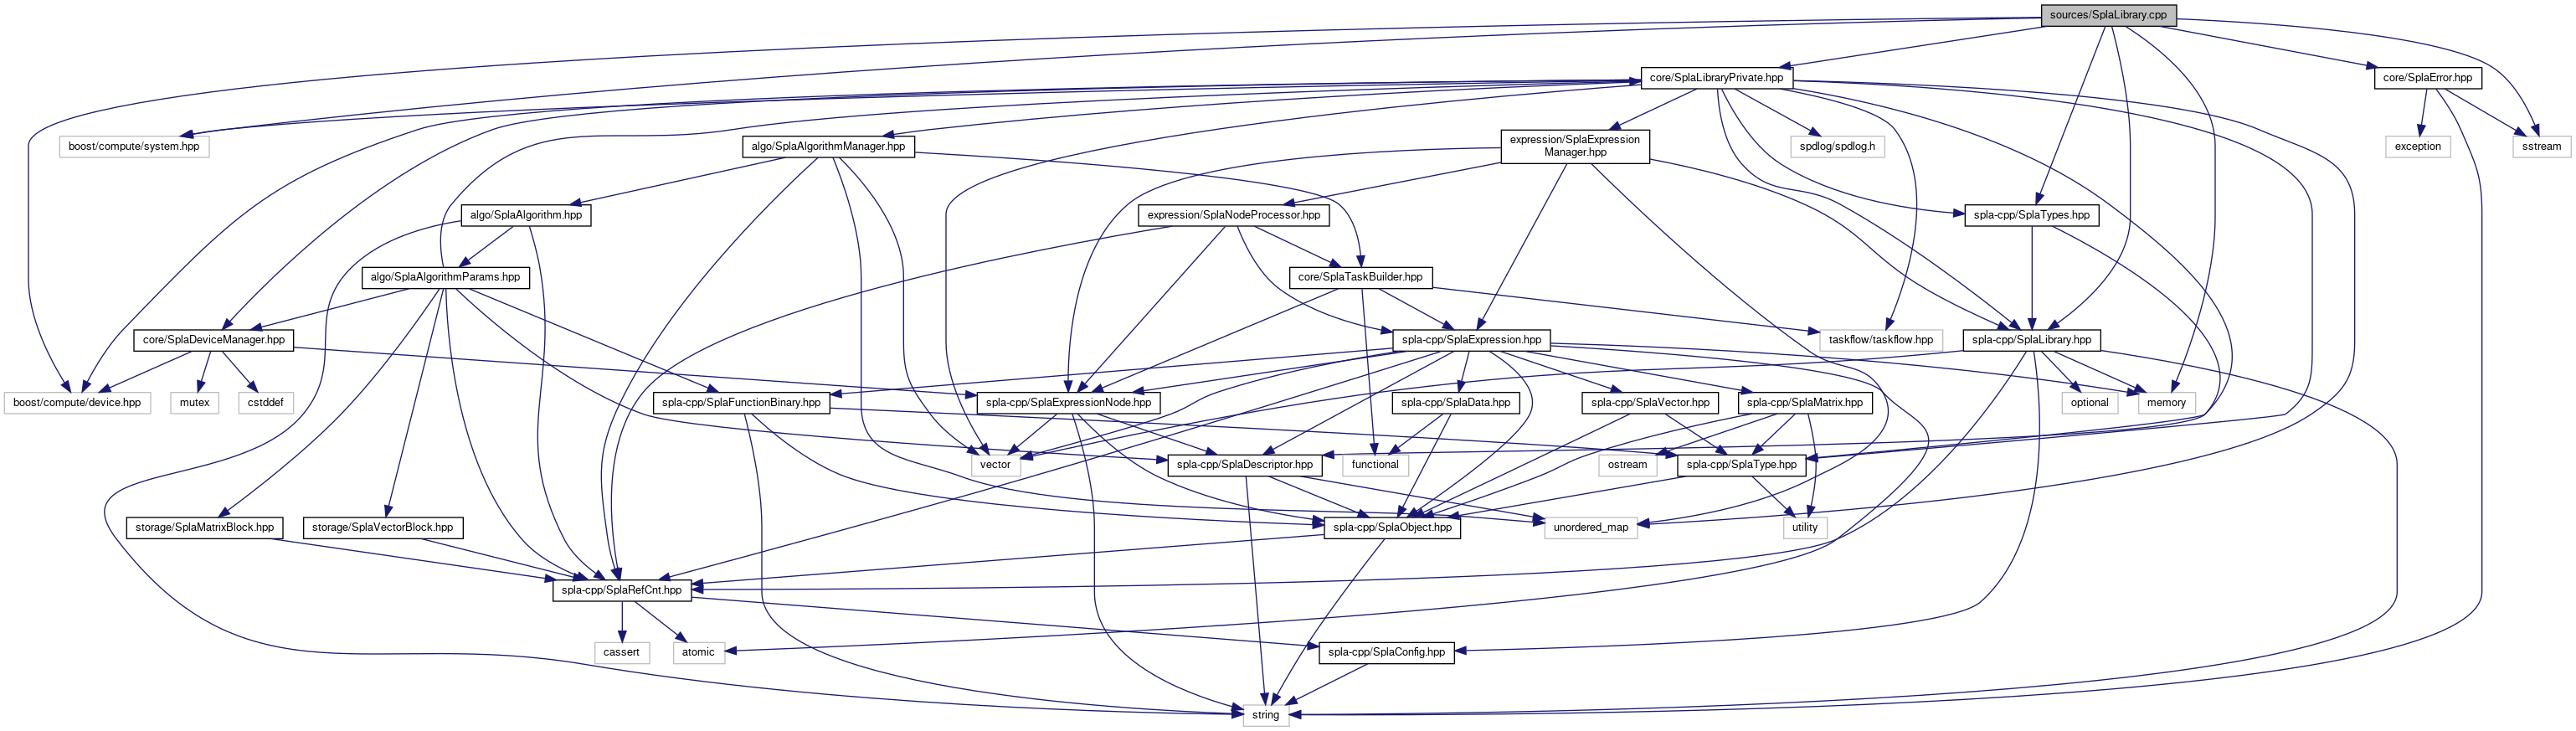 sources/SplaLibrary.cpp
core/SplaLibraryPrivate.hpp
core/SplaError.hpp
boost/compute/system.hpp
algo/SplaAlgorithmManager.hpp
expression/SplaExpression
Manager.hpp
spdlog/spdlog.h
exception
sstream
algo/SplaAlgorithm.hpp
expression/SplaNodeProcessor.hpp
spla-cpp/SplaTypes.hpp
algo/SplaAlgorithmParams.hpp
core/SplaTaskBuilder.hpp
core/SplaDeviceManager.hpp
spla-cpp/SplaExpression.hpp
taskflow/taskflow.hpp
spla-cpp/SplaLibrary.hpp
boost/compute/device.hpp
mutex
cstddef
spla-cpp/SplaFunctionBinary.hpp
spla-cpp/SplaExpressionNode.hpp
spla-cpp/SplaData.hpp
spla-cpp/SplaVector.hpp
spla-cpp/SplaMatrix.hpp
optional
memory
vector
spla-cpp/SplaDescriptor.hpp
functional
ostream
spla-cpp/SplaType.hpp
storage/SplaMatrixBlock.hpp
storage/SplaVectorBlock.hpp
spla-cpp/SplaObject.hpp
unordered_map
utility
spla-cpp/SplaRefCnt.hpp
cassert
atomic
spla-cpp/SplaConfig.hpp
string